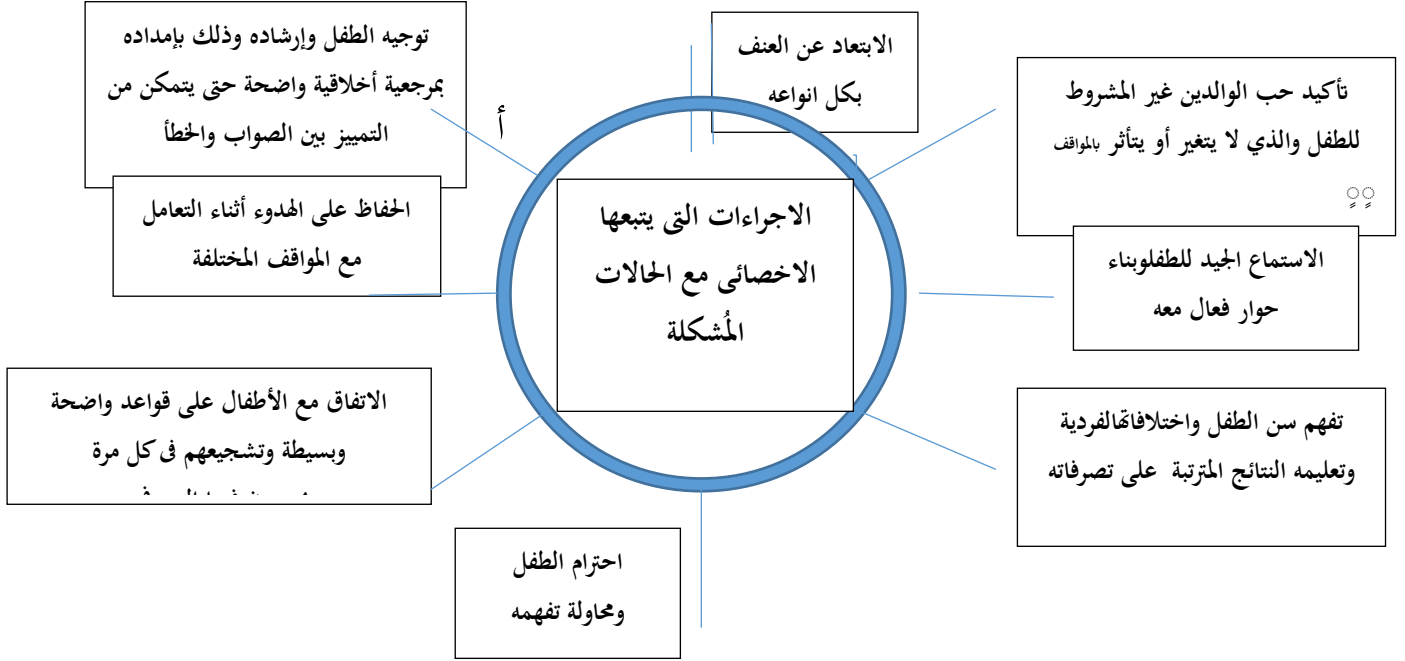 الابتعاد عن العنف
بكل انواعه
تأكيد حب الوالدين غير المشروط
للطفل والذي لا يتغير أو يتأثر بالمواقف
الاستماع الجيد للطفلوبناء
حوار فعال معه
تفهم سن الطفل واختلافاتهالفردية
وتعليمه النتائج المترتبة على تصرفاته
احترام الطفل
ومحاولة تفهمه
الاتفاق مع الأطفال على قواعد واضحة
وبسيطة وتشجيعهم فى كل مرة
الحفاظ على الهدوء أثناء التعامل
مع المواقف المختلفة
توجيه الطفل وإرشاده وذلك بإمداده
بمرجعية أخلاقية واضحة حتى يتمكن من
التمييز بين الصواب والخطأ
أ
الاجراءات التى يتبعها
الاخصائى مع الحالات
المُشكلة